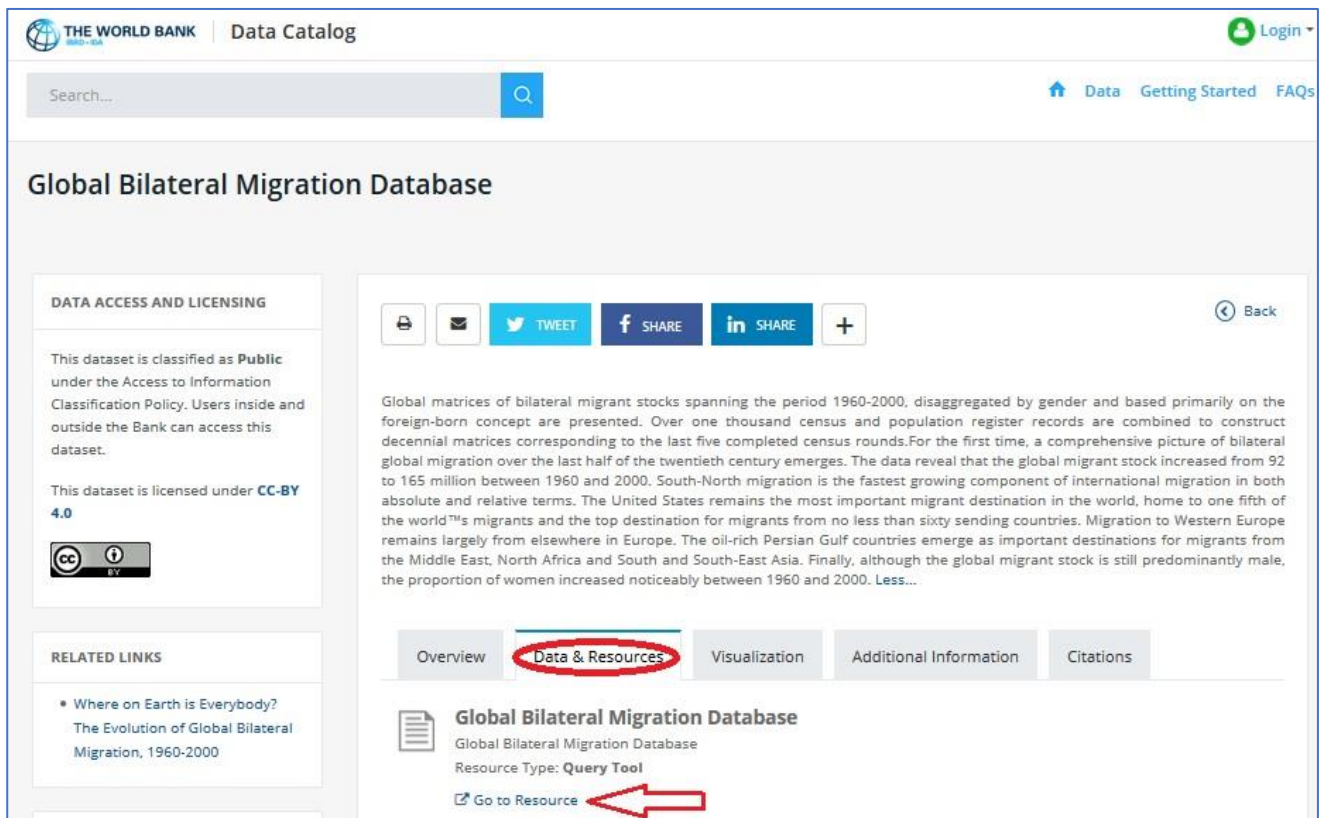 THE WORLD BANK
IBRD • IDA
Data Catalog
Login
Search...
Data Getting Started FAQs
Global Bilateral Migration Database
DATA ACCESS AND LICENSING
This dataset is classified as Public
under the Access to Information
Classification Policy. Users inside and
outside the Bank can access this
dataset.
This dataset is licensed under CC-BY
4.0
cc
BY
RELATED LINKS
• Where on Earth is Everybody?
The Evolution of Global Bilateral
Migration, 1960-2000
TWEET
f SHARE
in SHARE
+
Back
Global matrices of bilateral migrant stocks spanning the period 1960-2000, disaggregated by gender and based primarily on the
foreign-born concept are presented. Over one thousand census and population register records are combined to construct
decennial matrices corresponding to the last five completed census rounds.For the first time, a comprehensive picture of bilateral
global migration over the last half of the twentieth century emerges. The data reveal that the global migrant stock increased from 92
to 165 million between 1960 and 2000. South-North migration is the fastest growing component of international migration in both
absolute and relative terms. The United States remains the most important migrant destination in the world, home to one fifth of
the world™s migrants and the top destination for migrants from no less than sixty sending countries. Migration to Western Europe
remains largely from elsewhere in Europe. The oil-rich Persian Gulf countries emerge as important destinations for migrants from
the Middle East, North Africa and South and South-East Asia. Finally, although the global migrant stock is still predominantly male,
the proportion of women increased noticeably between 1960 and 2000. Less...
Overview Data & Resources Visualization Additional Information Citations
Global Bilateral Migration Database
Global Bilateral Migration Database
Resource Type: Query Tool
Go to Resource